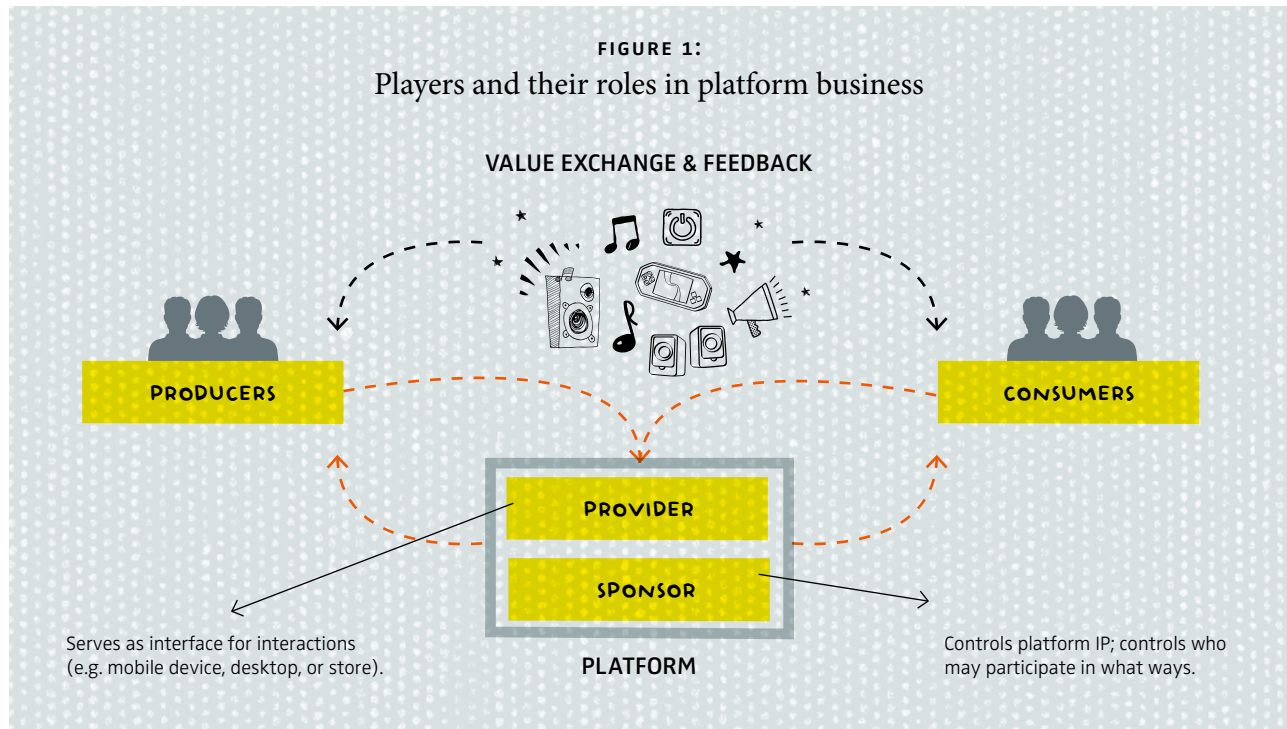 FIGURE 1:
Players and their roles in platform business
VALUE EXCHANGE & FEEDBACK
PRODUCERS
CONSUMERS
PROVIDER
SPONSOR
PLATFORM
Serves as interface for interactions
(e.g. mobile device, desktop, or store).
Controls platform IP; controls who
may participate in what ways.